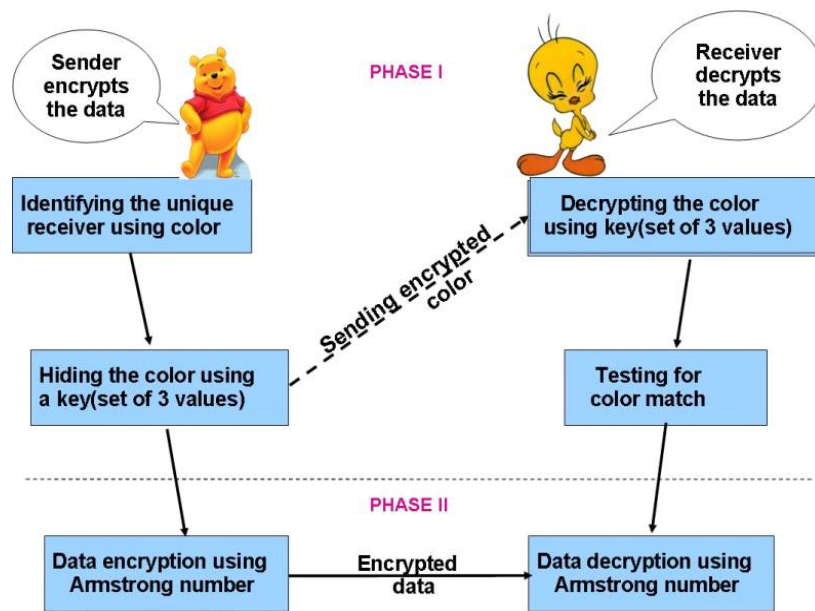 Sender
encrypts
the data
PHASE I
Receiver
decrypts
the data
Identifying the unique
receiver using color
Decrypting the color
using key(set of 3 values)
Sending encrypted
color
Hiding the color using
a key(set of 3 values)
Testing for
color match
PHASE II
Data encryption using
Armstrong number
Encrypted
data
Data decryption using
Armstrong number